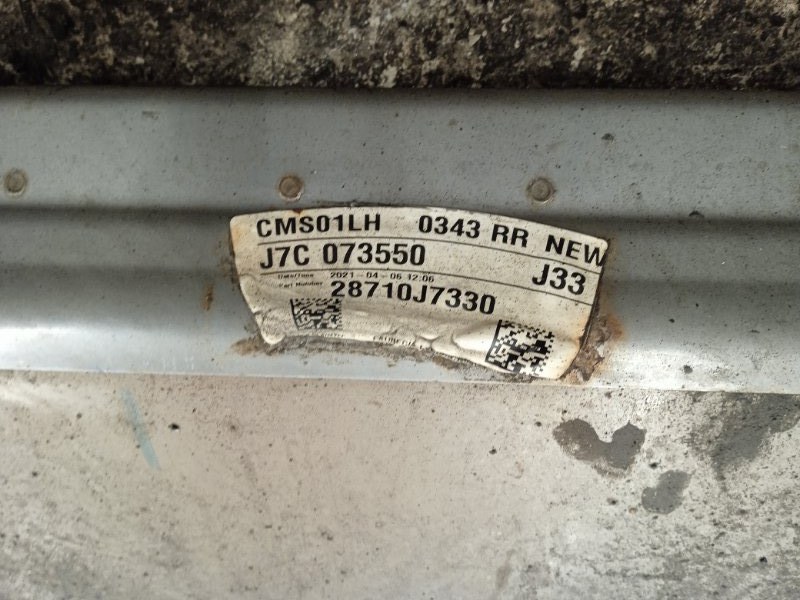 CMS01LH 0343 RR NEW
J7C 073550 J33
Date/Time 2021-04-06 12:06
Part Number 28710J7330